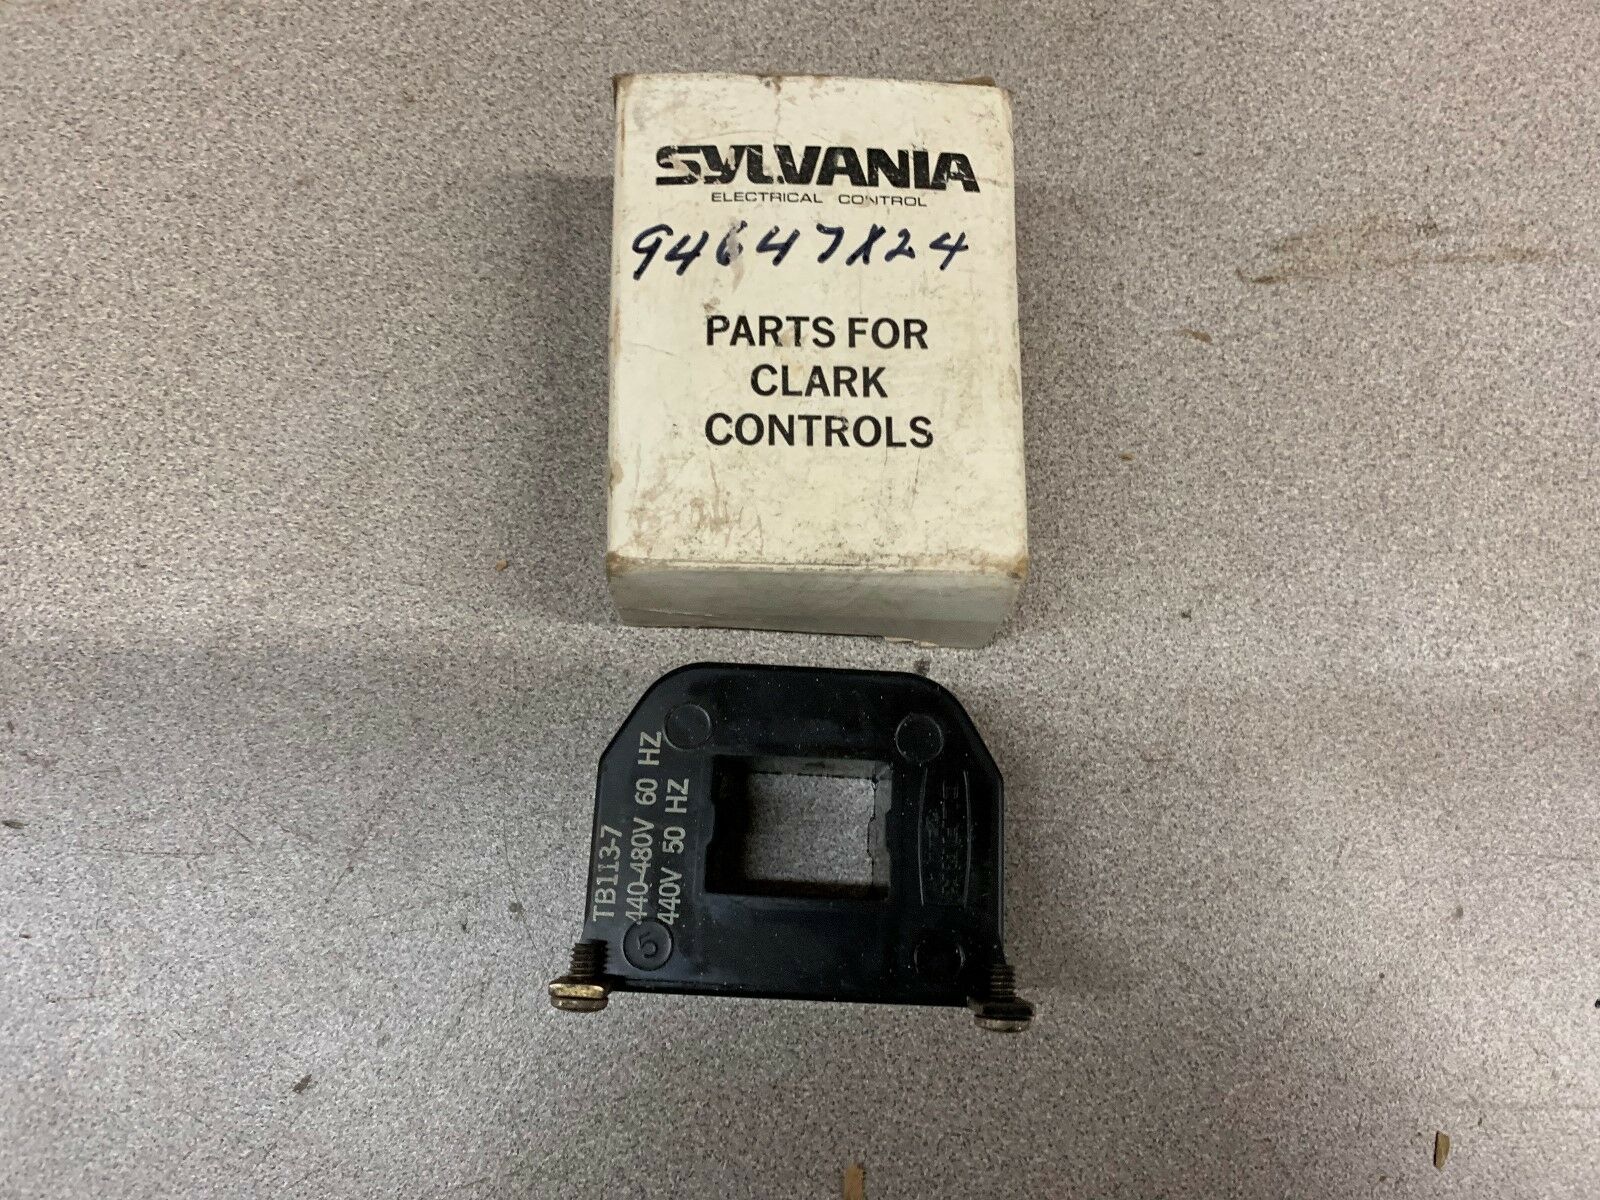 SYLVANIA
ELECTRICAL CONTROL
94647X24
PARTS FOR
CLARK
CONTROLS
TB113-7
440-480V 60 HZ
440V 50 HZ
5